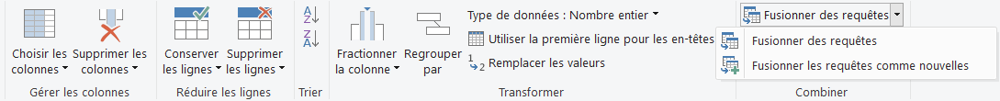 Choisir les
colonnes
Supprimer les
colonnes
Gérer les colonnes
Conserver
les lignes
Supprimer
les lignes
Réduire les lignes
A
Z
Z
A
Trier
Fractionner
la colonne
Regrouper
par
Type de données : Nombre entier
Utiliser la première ligne pour les en-têtes
1
2
Remplacer les valeurs
Transformer
Fusionner des requêtes
Fusionner des requêtes
Fusionner les requêtes comme nouvelles
Combiner